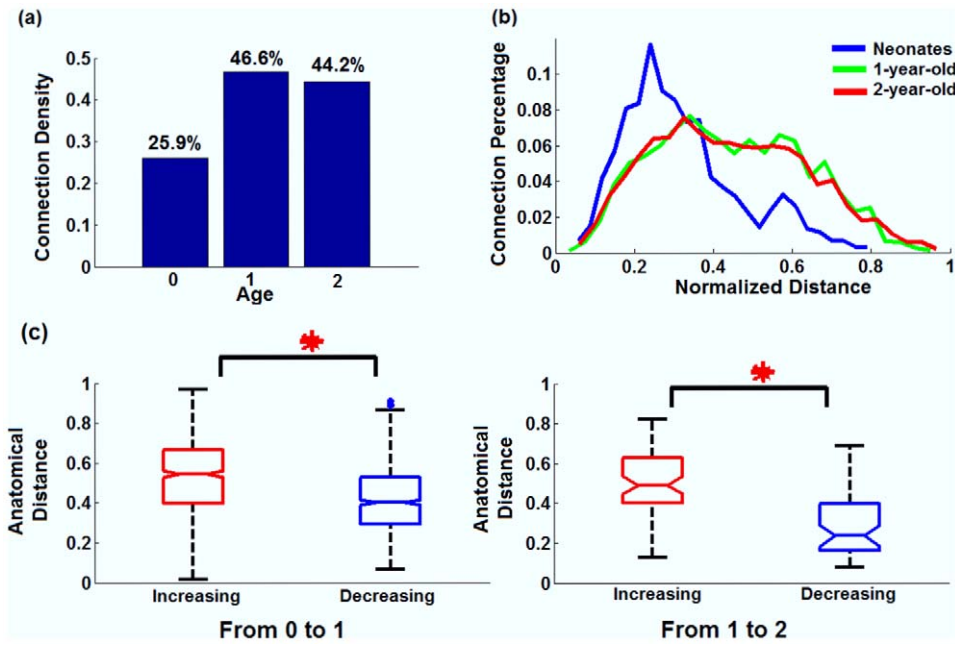 (a)
Connection Density
0.5
0.4
0.3
0.2
0.1
0
25.9%
46.6%
44.2%
0 1 2
Age
(b)
Connection Percentage
0.1
0.08
0.06
0.04
0.02
0
Neonates
1-year-old
2-year-old
0 0.2 0.4 0.6 0.8 1
Normalized Distance
(c)
Anatomical
Distance
1
0.8
0.6
0.4
0.2
0
*
Increasing Decreasing
From 0 to 1
Anatomical
Distance
1
0.8
0.6
0.4
0.2
0
*
Increasing Decreasing
From 1 to 2